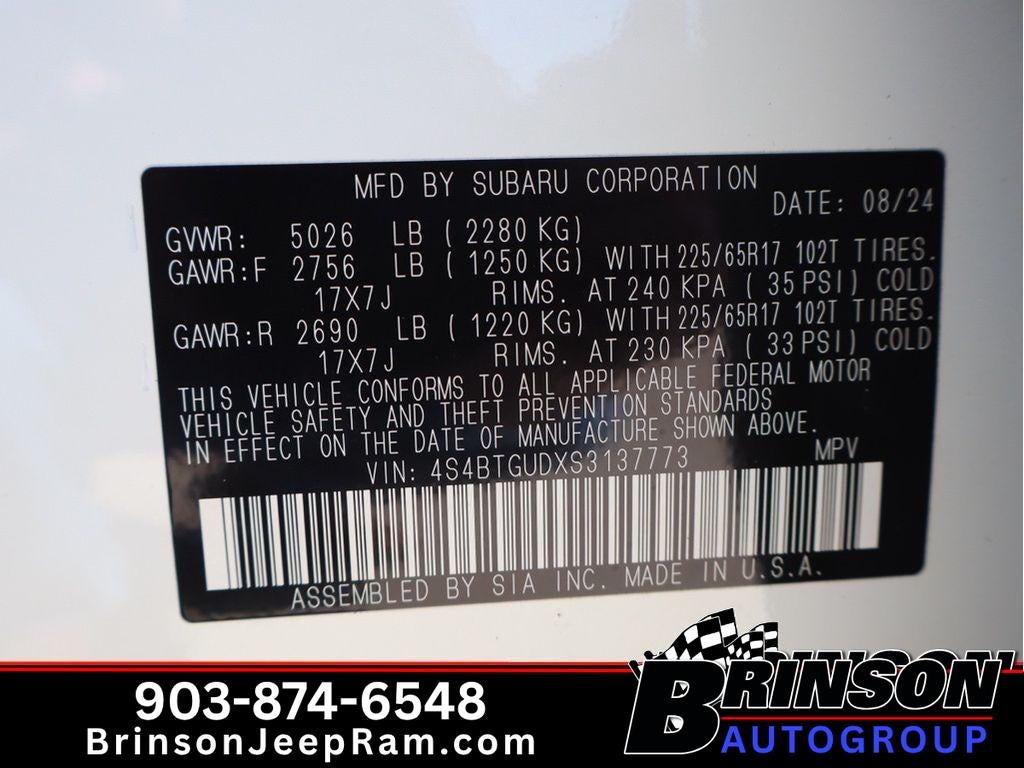 MFD BY SUBARU CORPORATION
DATE: 08/24
GVWR: 5026 LB ( 2280 KG)
GAWR:F 2756 LB ( 1250 KG) WITH 225/65R17 102T TIRES.
17X7J RIMS. AT 240 KPA ( 35 PSI) COLD
GAWR:R 2690 LB ( 1220 KG) WITH 225/65R17 102T TIRES.
17X7J RIMS. AT 230 KPA ( 33 PSI) COLD
THIS VEHICLE CONFORMS TO ALL APPLICABLE FEDERAL MOTOR
VEHICLE SAFETY AND THEFT PREVENTION STANDARDS
IN EFFECT ON THE DATE OF MANUFACTURE SHOWN ABOVE.
VIN: 4S4BTGUDXS3137773 MPV
ASSEMBLED BY SIA INC. MADE IN U.S.A.
903-874-6548
BrinsonJeepRam.com
BRINSON
AUTOGROUP